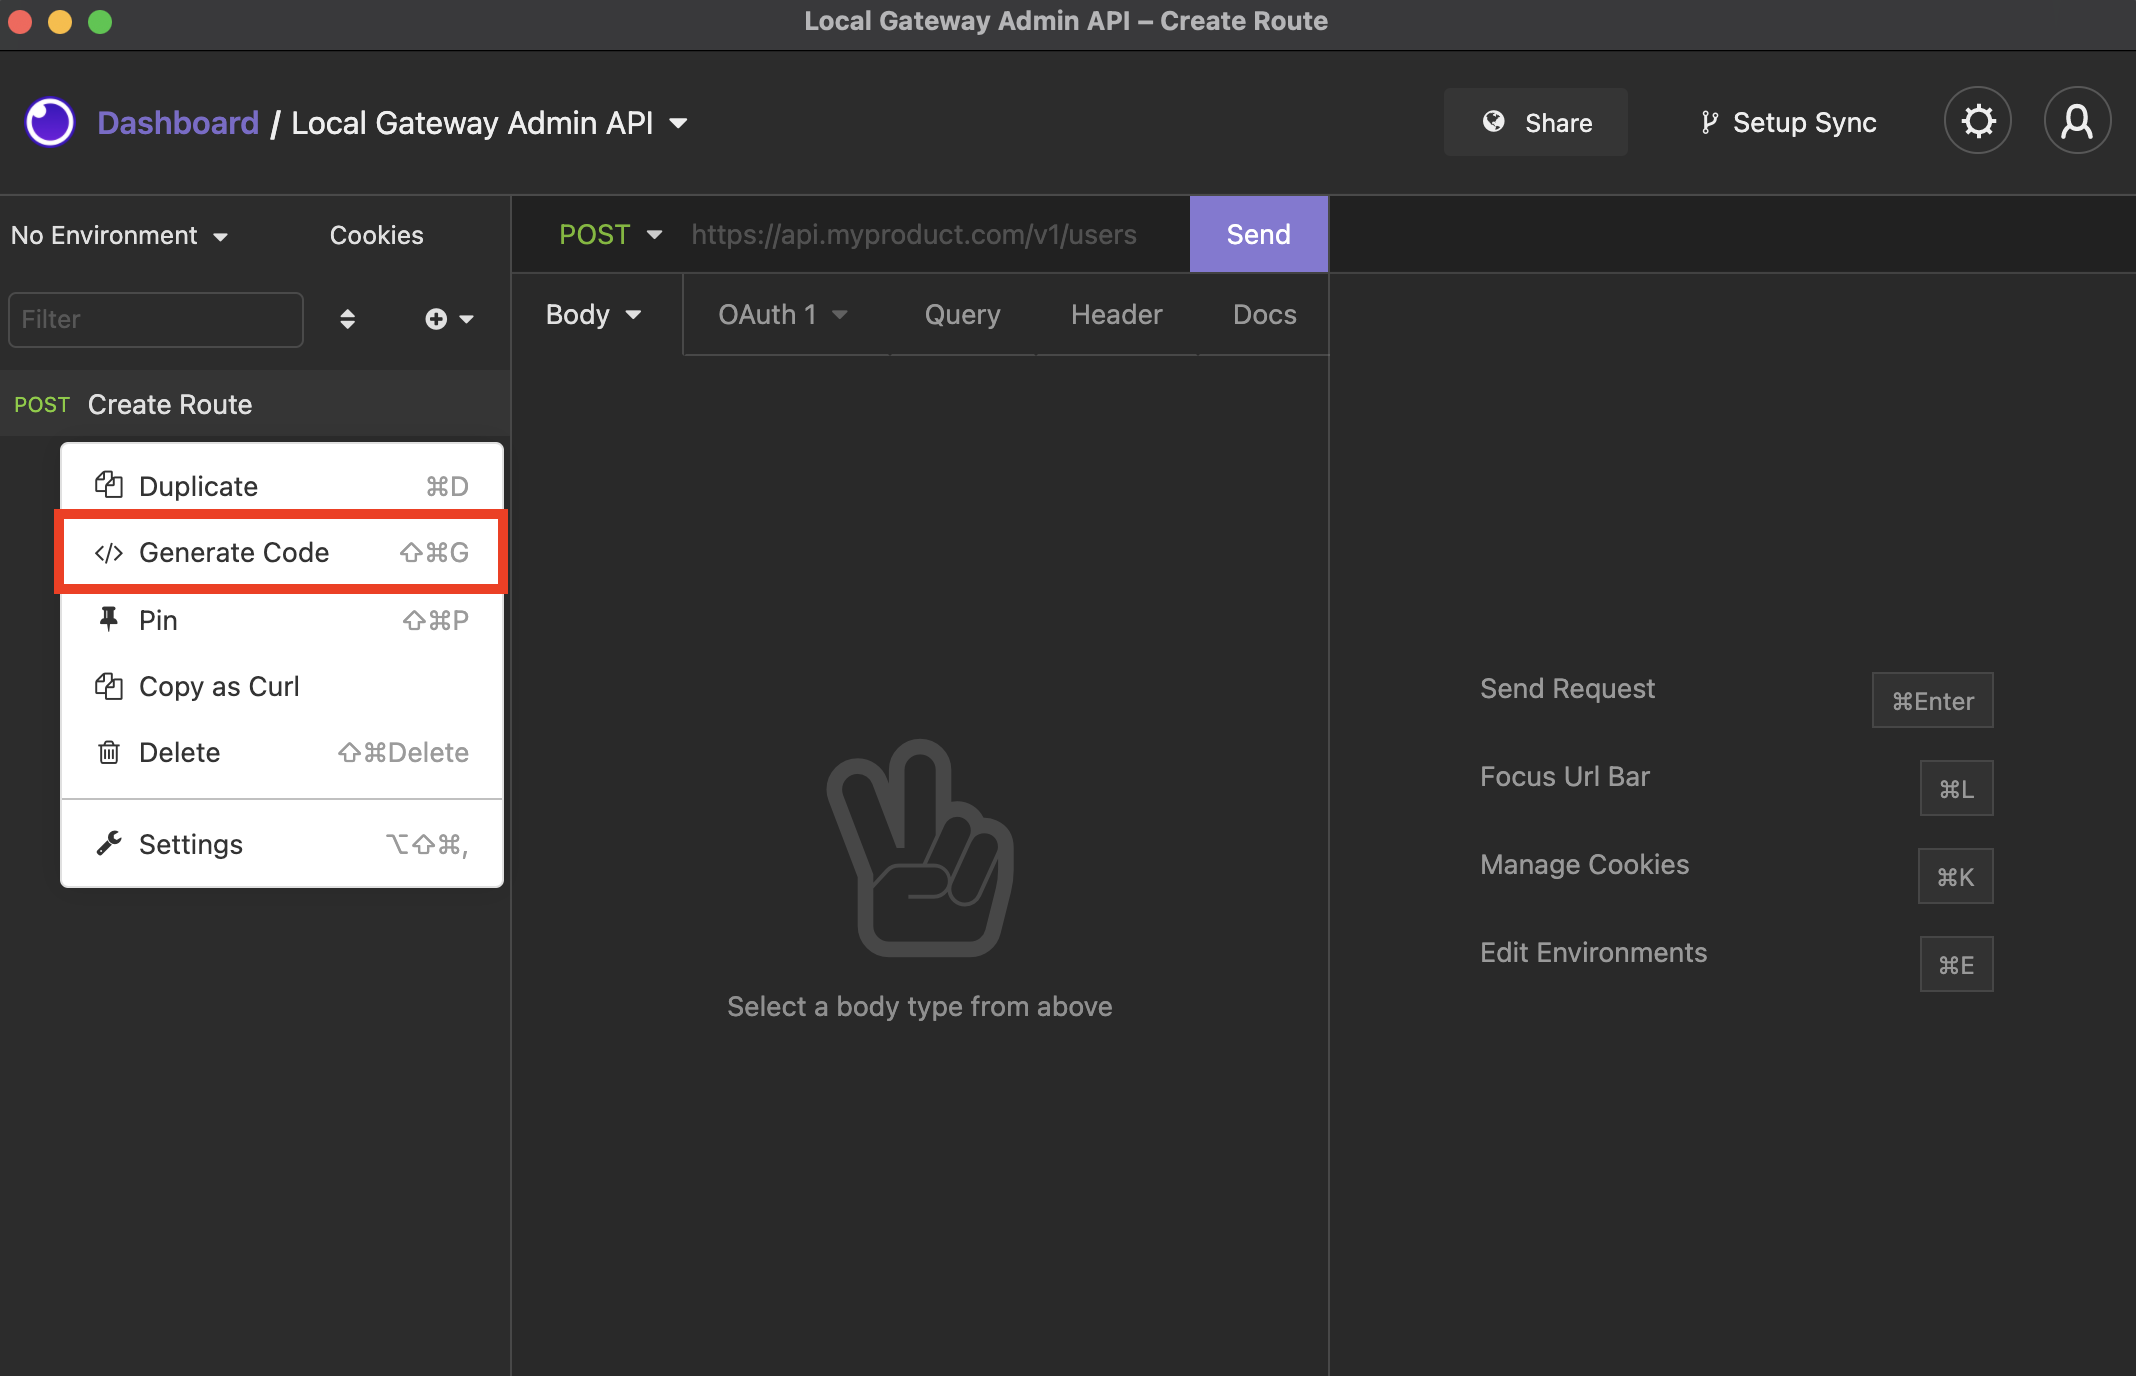 Local Gateway Admin API – Create Route
Dashboard / Local Gateway Admin API
Share
Setup Sync
No Environment
Cookies
POST
https://api.myproduct.com/v1/users
Send
Filter
Body
OAuth 1
Query
Header
Docs
POST Create Route
Duplicate ⌘D
</> Generate Code ⇧⌘G
Pin ⇧⌘P
Copy as Curl
Delete ⇧⌘Delete
Settings ⌥⇧⌘,
Select a body type from above
Send Request ⌘Enter
Focus Url Bar ⌘L
Manage Cookies ⌘K
Edit Environments ⌘E